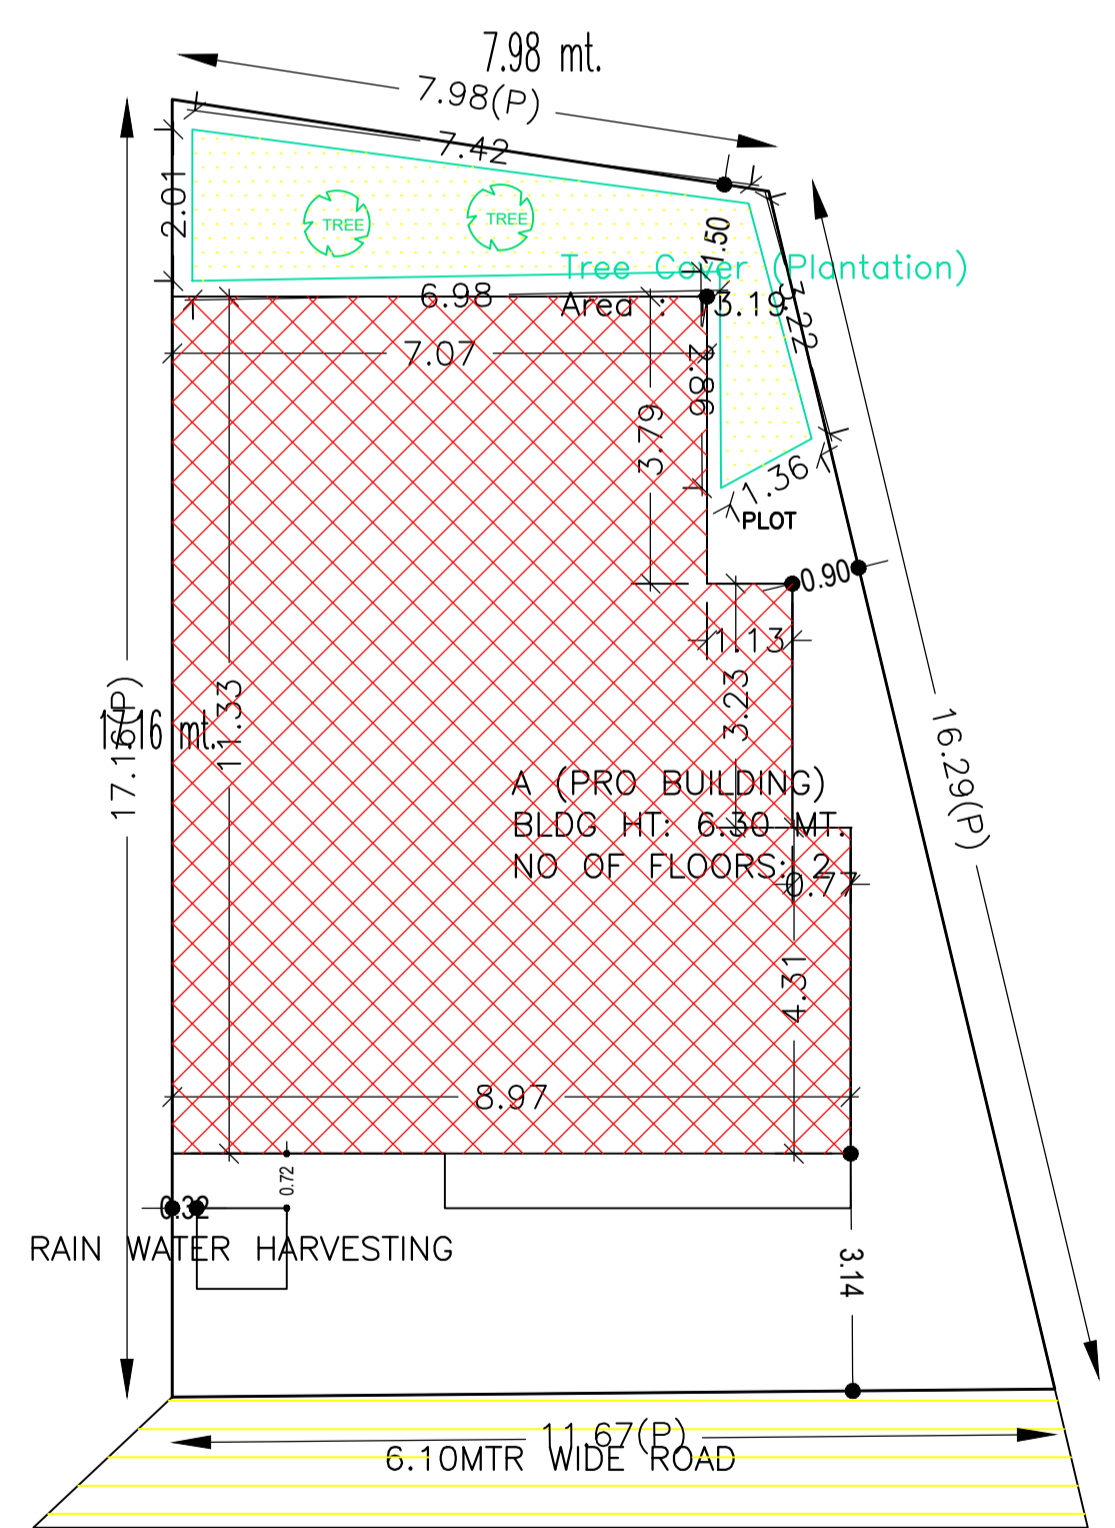 7.98 mt.
7.98(P)
7.42
2.01
TREE
TREE
1.50
Tree Cover (Plantation)
Area : 13.19
3.22
6.98
7.07
2.86
3.79
1.36
PLOT
0.90
1.13
3.23
17.16(P)
17.16 mt.
11.33
16.29(P)
A (PRO BUILDING)
BLDG HT: 6.30 MT.
NO OF FLOORS: 2
0.77
4.31
8.97
0.72
0.32
RAIN WATER HARVESTING
3.14
11.67(P)
6.10MTR WIDE ROAD